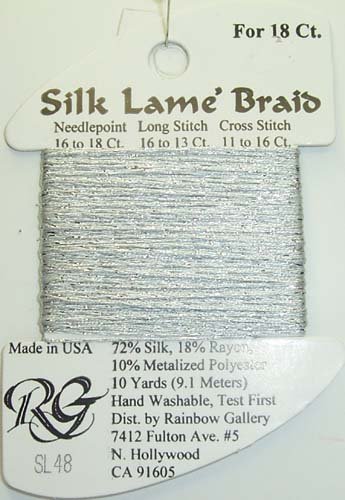 For 18 Ct.
Silk Lame' Braid
Needlepoint Long Stitch Cross Stitch
16 to 18 Ct. 16 to 13 Ct. 11 to 16 Ct.
Made in USA
72% Silk, 18% Rayon,
10% Metalized Polyester
10 Yards (9.1 Meters)
Hand Washable, Test First
Dist. by Rainbow Gallery
7412 Fulton Ave. #5
N. Hollywood
CA 91605
RG
SL48